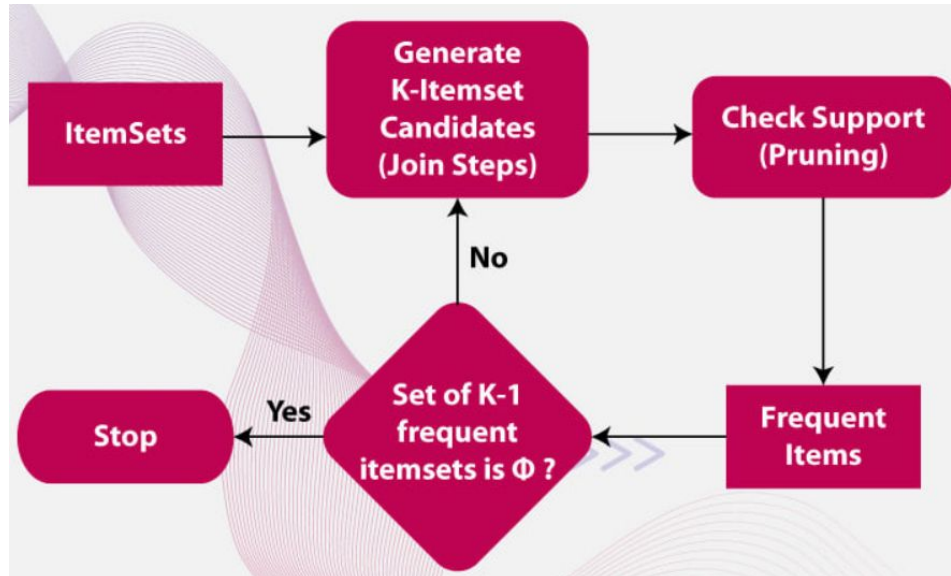 ItemSets
Generate
K-Itemset
Candidates
(Join Steps)
Check Support
(Pruning)
No
Set of K-1
frequent
itemsets is Φ ?
Yes
Stop
Frequent
Items